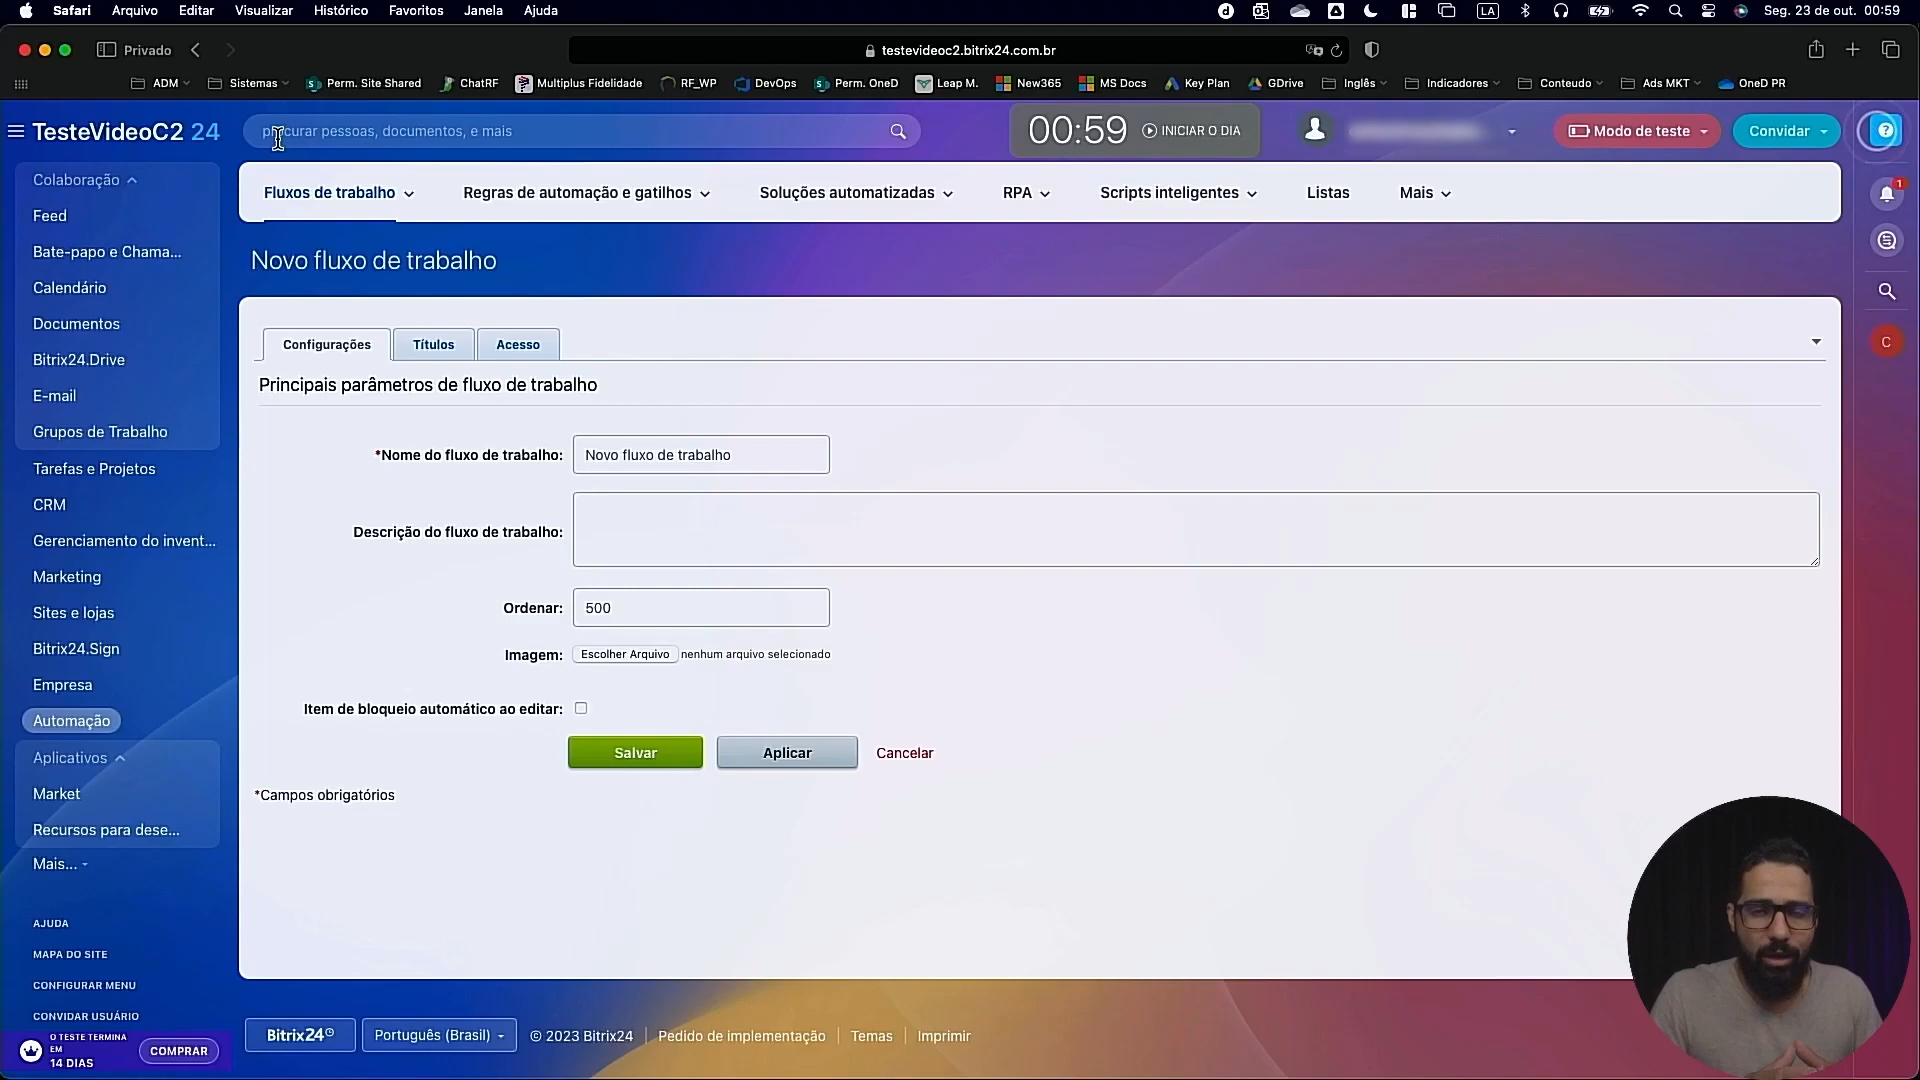 Safari Arquivo Editar Visualizar Histórico Favoritos Janela Ajuda
LA
Seg. 23 de out. 00:59
Privado
testevideoc2.bitrix24.com.br
ADM Sistemas Perm. Site Shared ChatRF Multiplus Fidelidade RF_WP DevOps Perm. OneD Leap M. New365 MS Docs Key Plan GDrive Inglês Indicadores Conteudo Ads MKT OneD PR
TesteVideoC2 24
procurar pessoas, documentos, e mais
00:59 INICIAR O DIA
Modo de teste
Convidar
?
1
C
Colaboração
Feed
Bate-papo e Chama...
Calendário
Documentos
Bitrix24.Drive
E-mail
Grupos de Trabalho
Tarefas e Projetos
CRM
Gerenciamento do invent...
Marketing
Sites e lojas
Bitrix24.Sign
Empresa
Automação
Aplicativos
Market
Recursos para dese...
Mais...
AJUDA
MAPA DO SITE
CONFIGURAR MENU
CONVIDAR USUÁRIO
O TESTE TERMINA
EM
14 DIAS
COMPRAR
Fluxos de trabalho Regras de automação e gatilhos Soluções automatizadas RPA Scripts inteligentes Listas Mais
Novo fluxo de trabalho
Configurações Títulos Acesso
Principais parâmetros de fluxo de trabalho
*Nome do fluxo de trabalho: Novo fluxo de trabalho
Descrição do fluxo de trabalho:
Ordenar: 500
Imagem: Escolher Arquivo nenhum arquivo selecionado
Item de bloqueio automático ao editar:
Salvar Aplicar Cancelar
*Campos obrigatórios
Bitrix24 Português (Brasil) © 2023 Bitrix24 Pedido de implementação Temas Imprimir